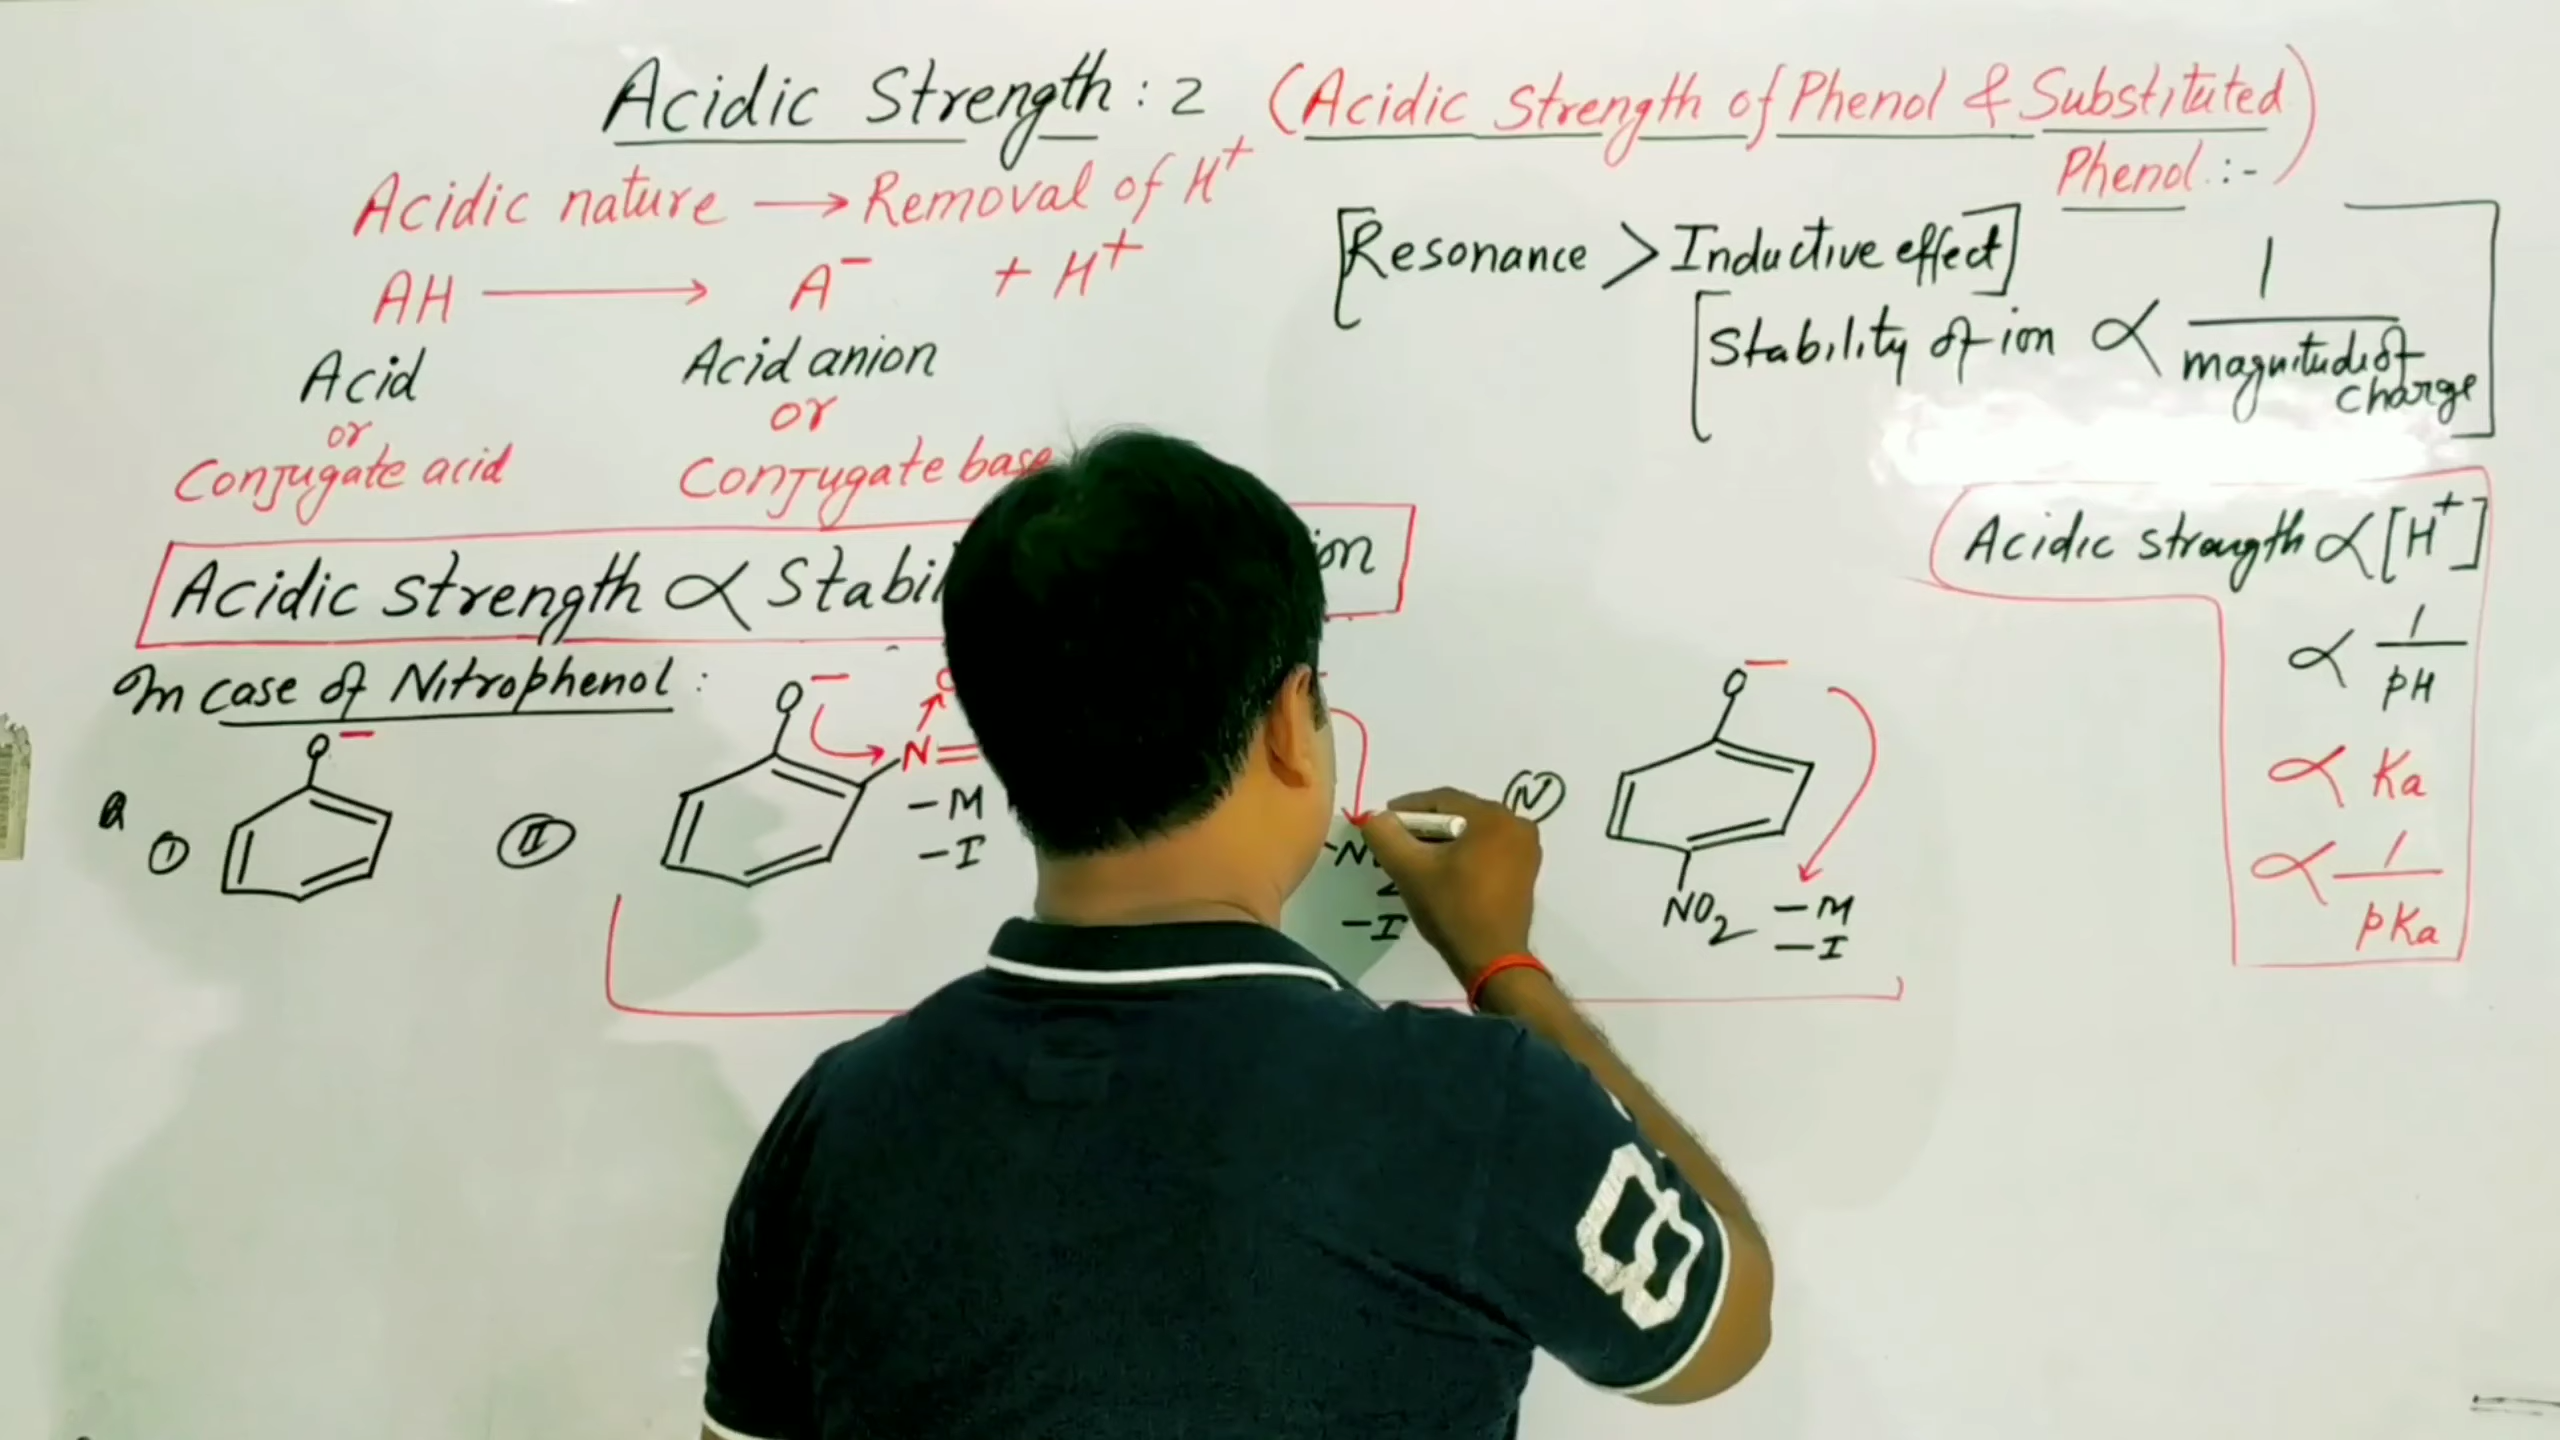 Acidic Strength : 2 (Acidic Strength of Phenol & Substituted
Phenol :-)
Acidic nature → Removal of H⁺
AH → A⁻ + H⁺
Acid
or
Conjugate acid
Acid anion
or
Conjugate base
[Resonance > Inductive effect]
[Stability of ion ∝ 1/magnitude of charge]
Acidic strength ∝ Stabil
Acidic strength ∝ [H⁺]
∝ 1/pH
∝ Ka
∝ 1/pKa
In case of Nitrophenol :
O⁻
I
II
O⁻
N=
-M
-I
-I
IV
O⁻
NO₂ -M
-I